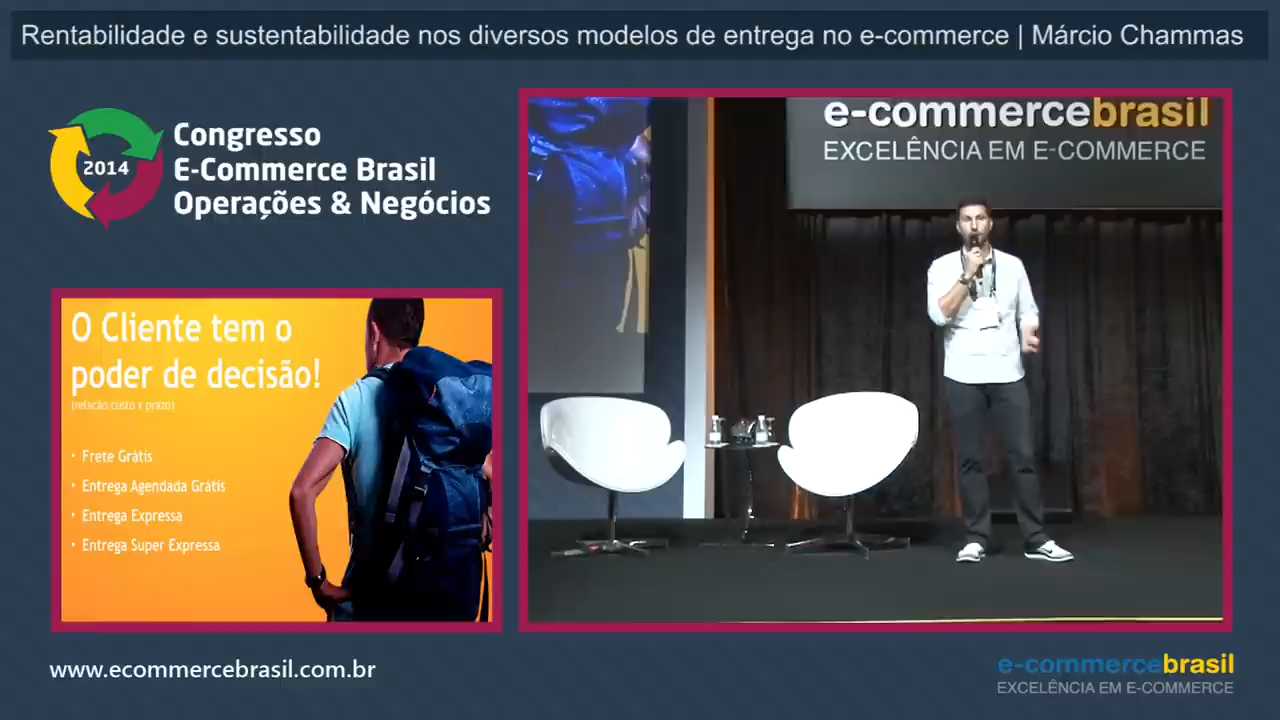 Rentabilidade e sustentabilidade nos diversos modelos de entrega no e-commerce | Márcio Chammas
2014
Congresso
E-Commerce Brasil
Operações & Negócios
e-commercebrasil
EXCELÊNCIA EM E-COMMERCE
O Cliente tem o
poder de decisão!
(relação custo x prazo)
• Frete Grátis
• Entrega Agendada Grátis
• Entrega Expressa
• Entrega Super Expressa
www.ecommercebrasil.com.br
e-commercebrasil
EXCELÊNCIA EM E-COMMERCE